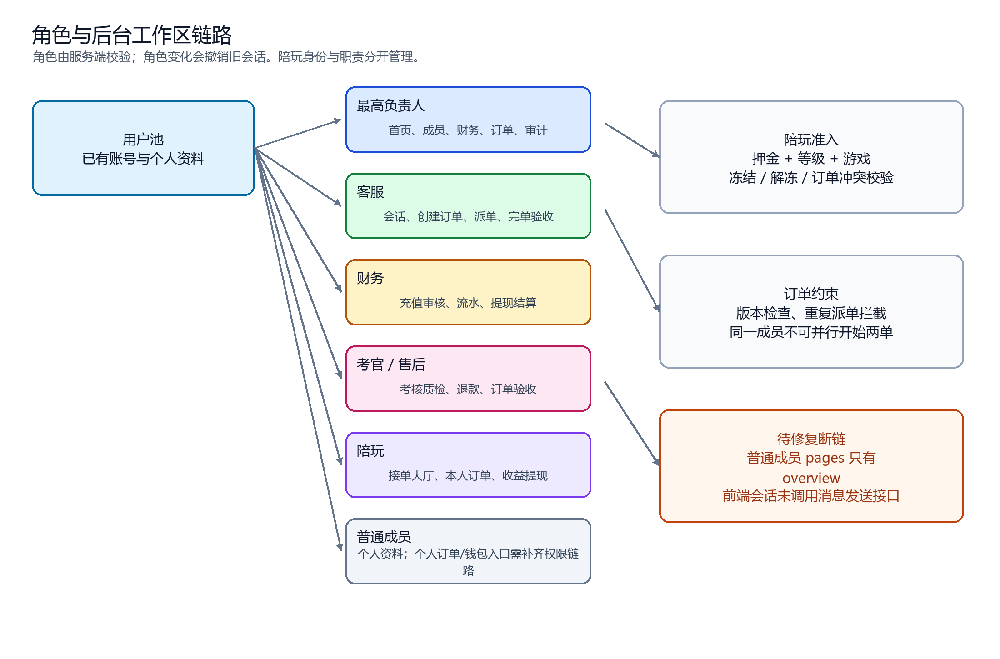 角色与后台工作区链路
角色由服务端校验；角色变化会撤销旧会话。陪玩身份与职责分开管理。
用户池
已有账号与个人资料
最高负责人
首页、成员、财务、订单、审计
客服
会话、创建订单、派单、完单验收
财务
充值审核、流水、提现结算
考官 / 售后
考核质检、退款、订单验收
陪玩
接单大厅、本人订单、收益提现
普通成员
个人资料；个人订单/钱包入口需补齐权限链
路
陪玩准入
押金 + 等级 + 游戏
冻结 / 解冻 / 订单冲突校验
订单约束
版本检查、重复派单拦截
同一成员不可并行开始两单
待修复断链
普通成员 pages 只有
overview
前端会话未调用消息发送接口